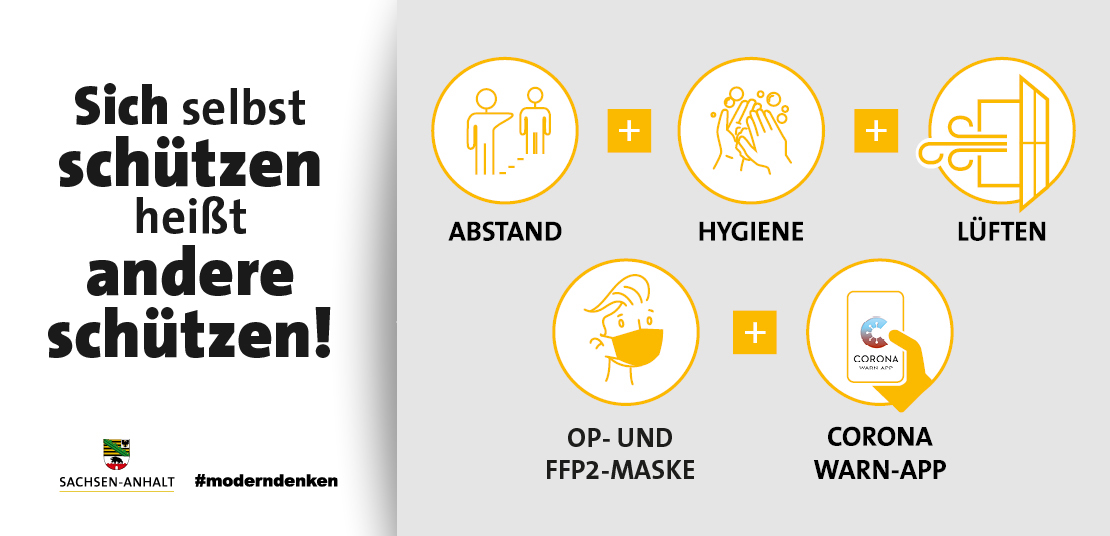 Sich selbst
schützen
heißt
andere
schützen!
SACHSEN-ANHALT #moderndenken
ABSTAND + HYGIENE + LÜFTEN
+
CORONA
WARN-APP
OP- UND
FFP2-MASKE
CORONA
WARN-APP